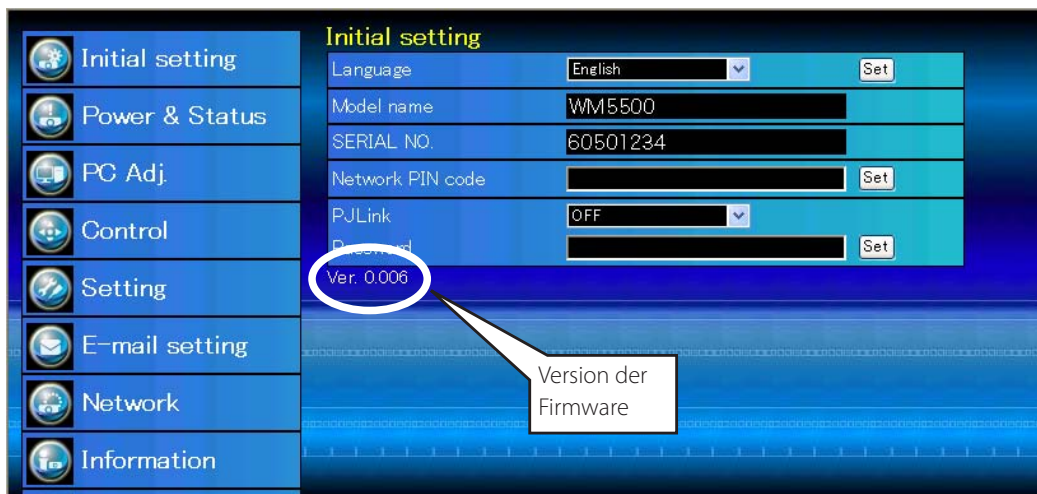 Initial setting
Power & Status
PC Adj.
Control
Setting
E-mail setting
Network
Information
Initial setting
Language English Set
Model name WM5500
SERIAL NO. 60501234
Network PIN code Set
PJLink OFF
Password Set
Ver. 0.006
Version der
Firmware